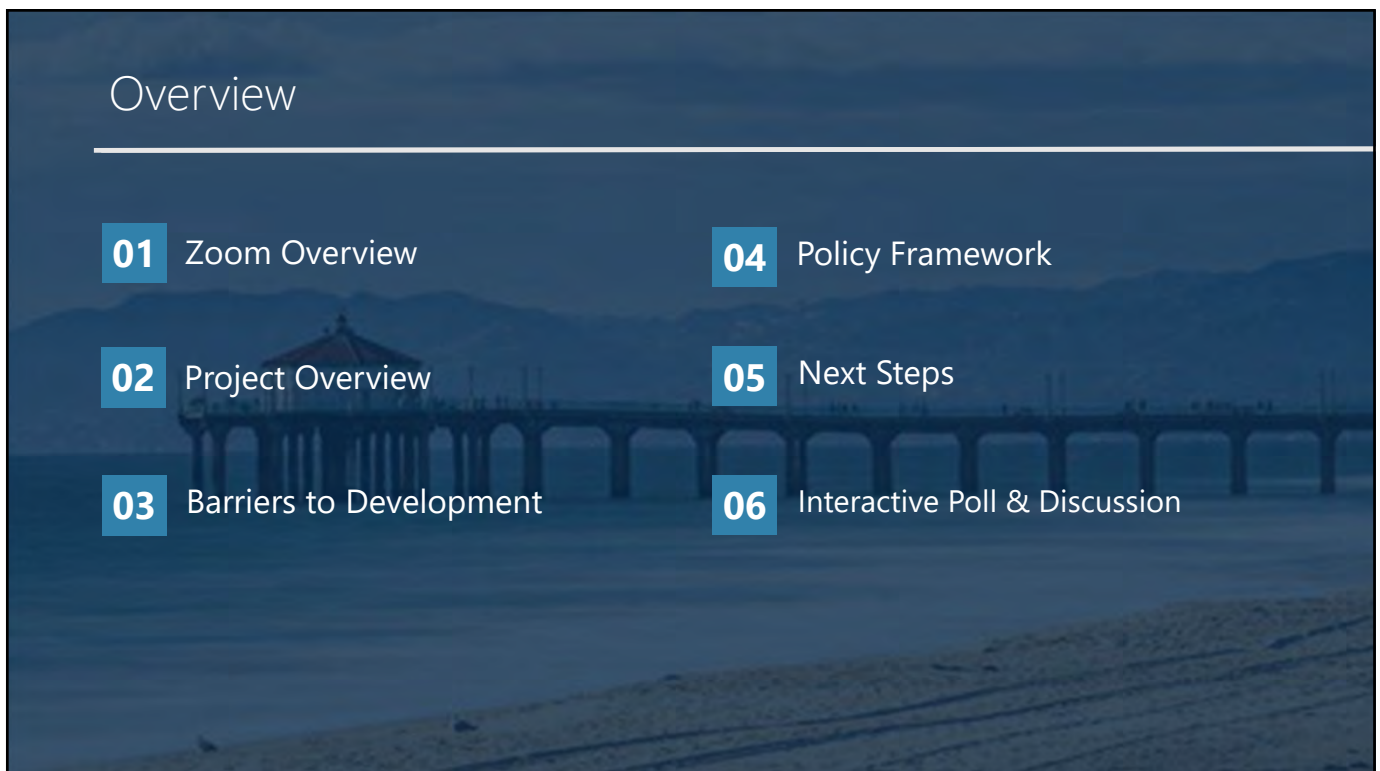 Overview
01 Zoom Overview
02 Project Overview
03 Barriers to Development
04 Policy Framework
05 Next Steps
06 Interactive Poll & Discussion